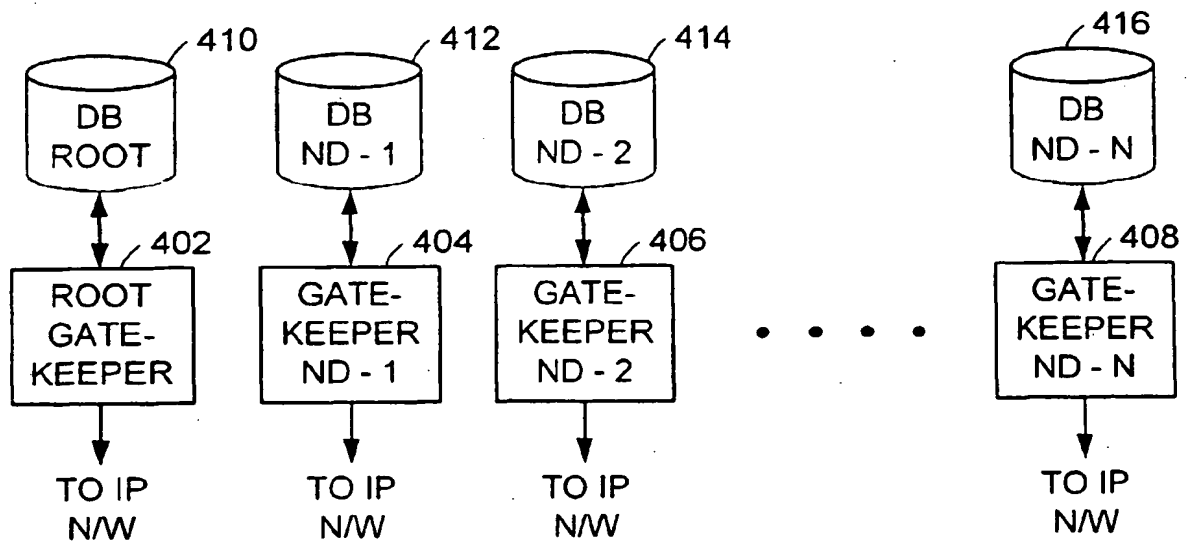 410
412
414
416
DB
ROOT
DB
ND - 1
DB
ND - 2
DB
ND - N
402
404
406
408
ROOT
GATE-
KEEPER
GATE-
KEEPER
ND - 1
GATE-
KEEPER
ND - 2
GATE-
KEEPER
ND - N
TO IP
N/W
TO IP
N/W
TO IP
N/W
TO IP
N/W